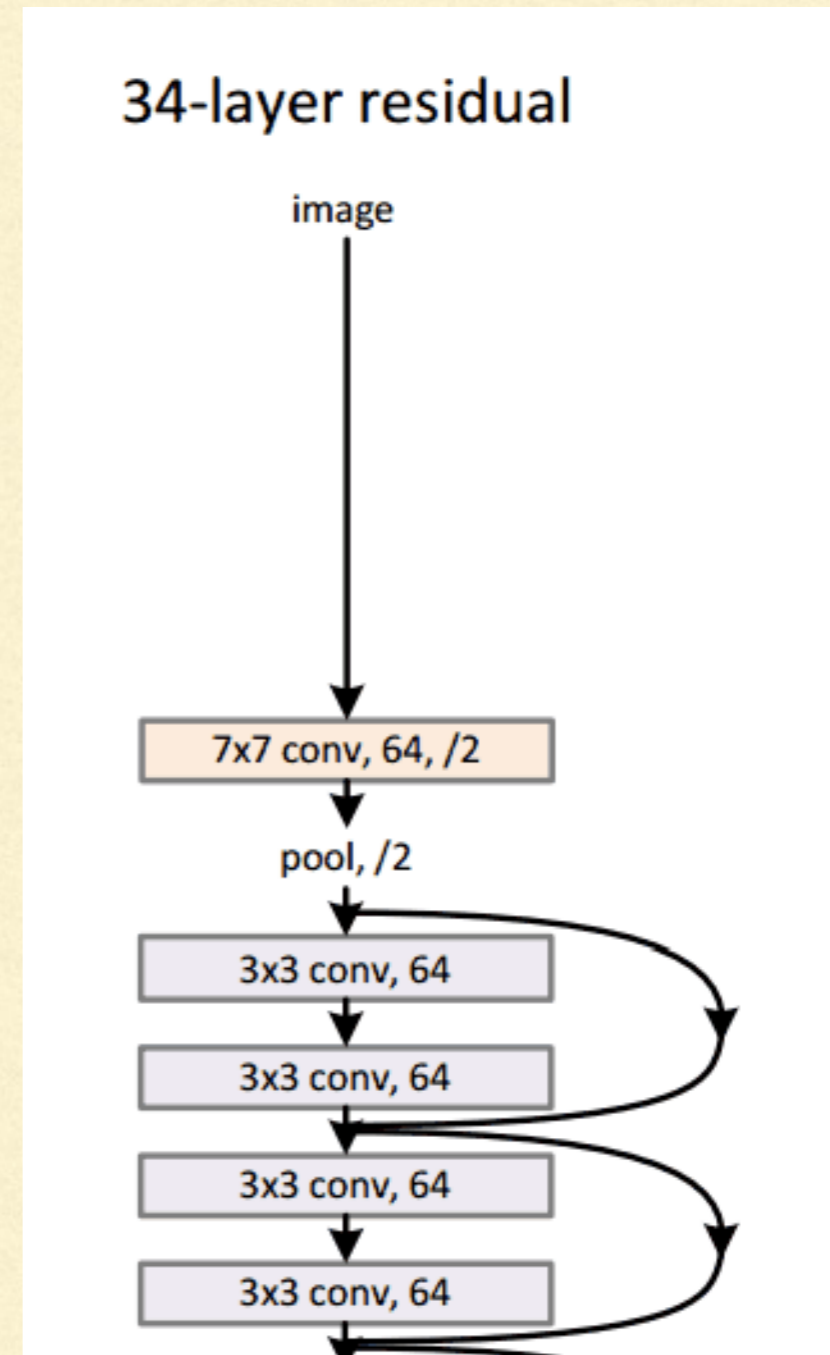 34-layer residual
image
7x7 conv, 64, /2
pool, /2
3x3 conv, 64
3x3 conv, 64
3x3 conv, 64
3x3 conv, 64